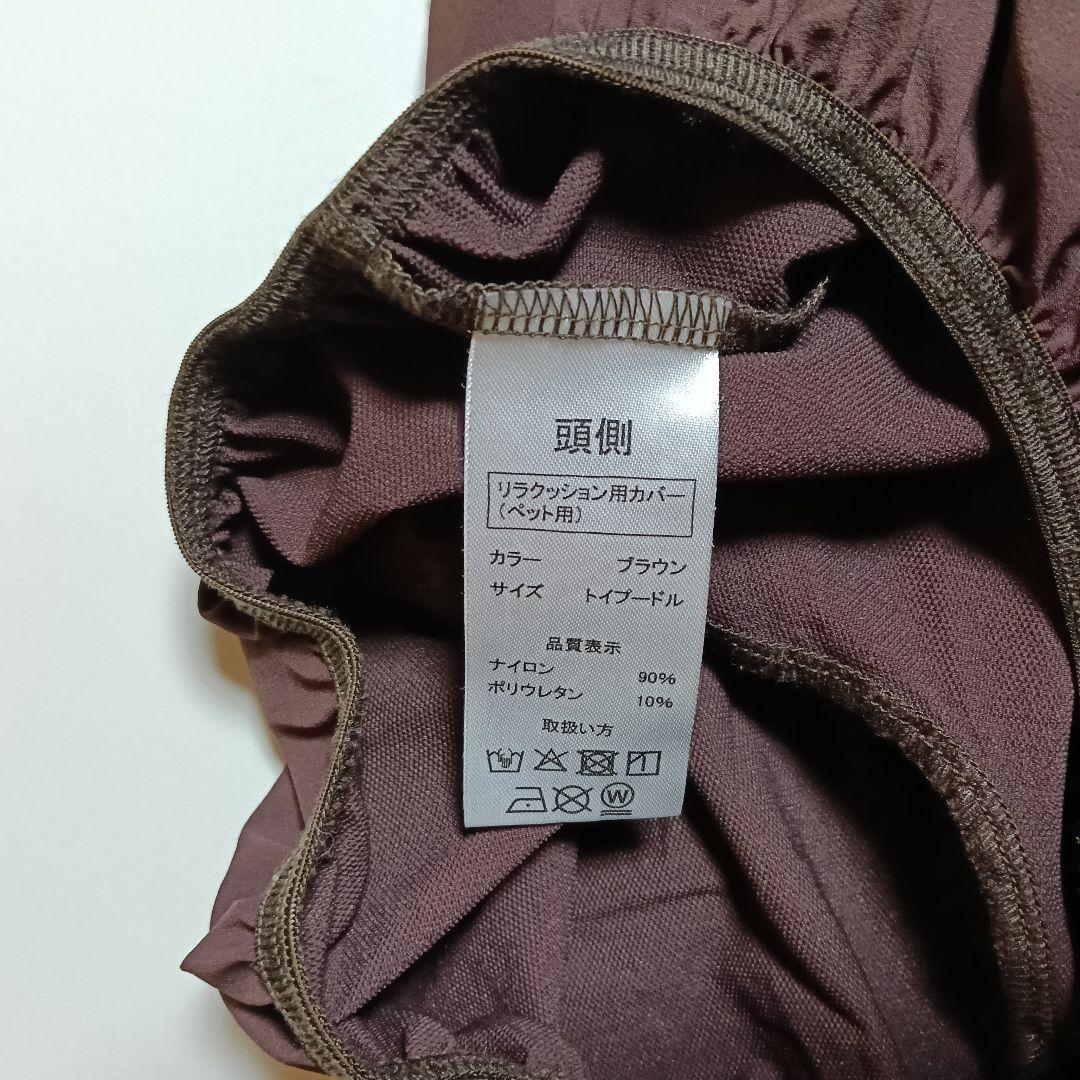 頭側
リラクッション用カバー
（ペット用）
カラー ブラウン
サイズ トイプードル
品質表示
ナイロン 90%
ポリウレタン 10%
取扱い方
W